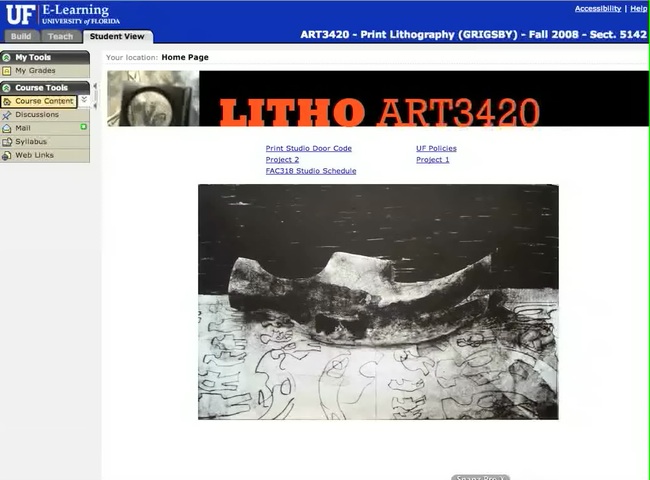 UF E-Learning
UNIVERSITY of FLORIDA
Accessibility | Help
Build Teach Student View
ART3420 - Print Lithography (GRIGSBY) - Fall 2008 - Sect. 5142
My Tools
My Grades
Course Tools
Course Content
Discussions
Mail
Syllabus
Web Links
Your location: Home Page
LITHO ART3420
Print Studio Door Code
UF Policies
Project 2
Project 1
FAC318 Studio Schedule